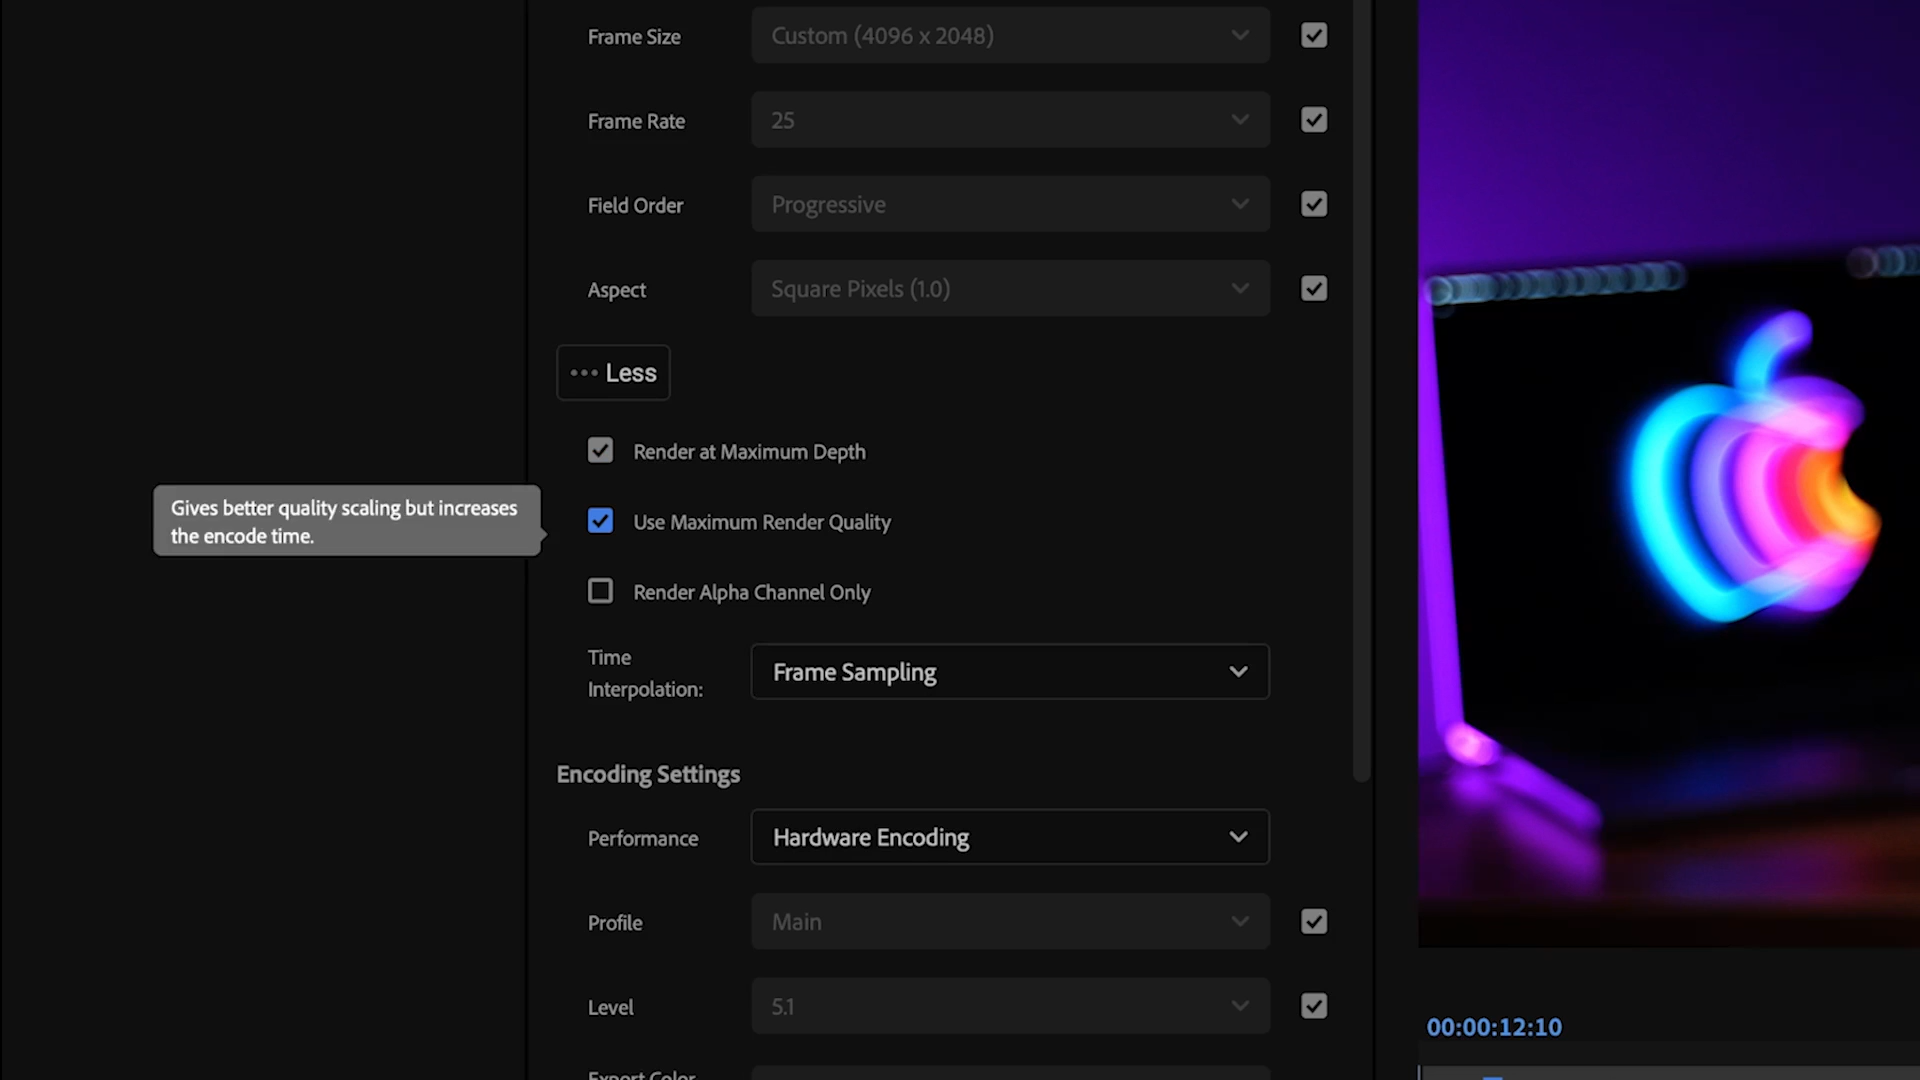 Frame Size
Custom (4096 x 2048)
Frame Rate
25
Field Order
Progressive
Aspect
Square Pixels (1.0)
Less
Render at Maximum Depth
Gives better quality scaling but increases
the encode time.
Use Maximum Render Quality
Render Alpha Channel Only
Time
Interpolation:
Frame Sampling
Encoding Settings
Performance
Hardware Encoding
Profile
Main
Level
5.1
00:00:12:10
Export Color